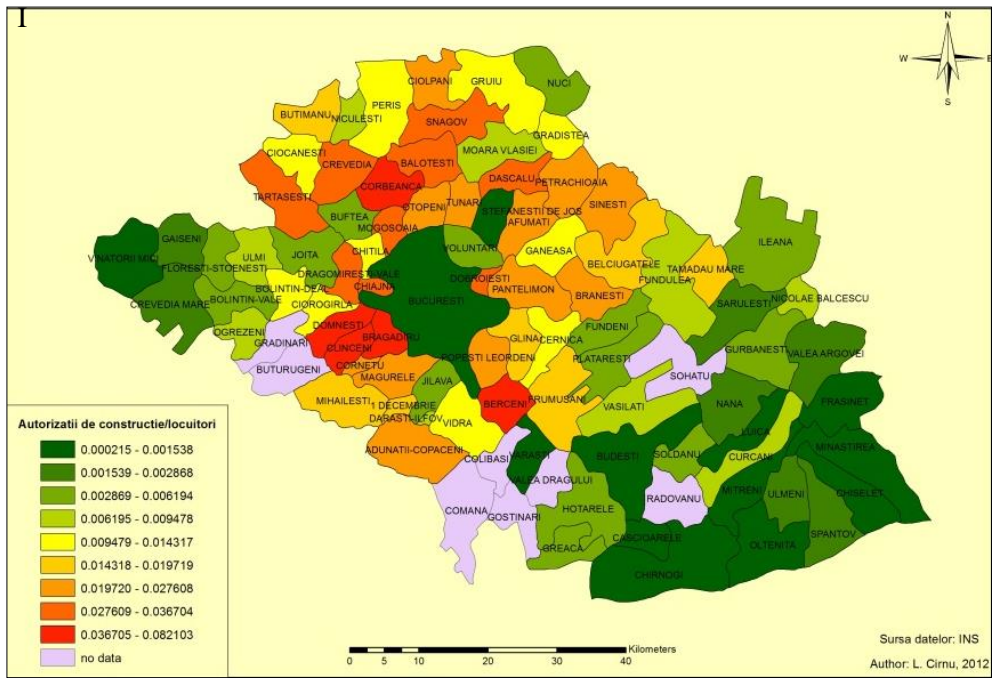 I
N
W E
S
CIOLPANI
GRUIU
NUCI
PERIS
BUTIMANU
NICULESTI
SNAGOV
GRADISTEA
CIOCANESTI
MOARA VLASIEI
CREVEDIA
BALOTESTI
DASCALU
PETRACHIOAIA
CORBEANCA
TARTASESTI
OTOPENI
TUNARI
STEFANESTII DE JOS
SINESTI
BUFTEA
MOGOSOAIA
AFUMATI
GAISENI
ULMI
JOITA
CHITILA
VOLUNTARI
GANEASA
ILEANA
VINATORII MICI
FLORESTI-STOENESTI
DRAGOMIRESTI-VALE
DOBROIESTI
BELCIUGATELE
TAMADAU MARE
FUNDULEA
BOLINTIN-DEAL
CHIAJNA
PANTELIMON
CREVEDIA MARE
BOLINTIN-VALE
CIOROGIRLA
BUCURESTI
BRANESTI
SARULESTI
NICOLAE BALCESCU
OGREZENI
DOMNESTI
FUNDENI
GRADINARI
BRAGADIRU
GLINA
CERNICA
CLINCENI
GURBANESTI
VALEA ARGOVEI
POPESTI LEORDENI
PLATARESTI
BUTURUGENI
CORNETU
SOHATU
MAGURELE
JILAVA
MIHAILESTI
1 DECEMBRIE
BERCENI
FRUMUSANI
VASILATI
NANA
FRASINET
DARASTI-ILFOV
VIDRA
LUICA
ADUNATII-COPACENI
COLIBASI
VARASTI
BUDESTI
SOLDANU
CURCANI
MINASTIREA
VALEA DRAGULUI
COMANA
GOSTINARI
RADOVANU
MITRENI
ULMENI
CHISELET
HOTARELE
SPANTOV
GREACA
CASCIOARELE
OLTENITA
CHIRNOGI
Autorizatii de constructie/locuitori
0.000215 - 0.001538
0.001539 - 0.002868
0.002869 - 0.006194
0.006195 - 0.009478
0.009479 - 0.014317
0.014318 - 0.019719
0.019720 - 0.027608
0.027609 - 0.036704
0.036705 - 0.082103
no data
Kilometers
0 5 10 20 30 40
Sursa datelor: INS
Author: L. Cirnu, 2012